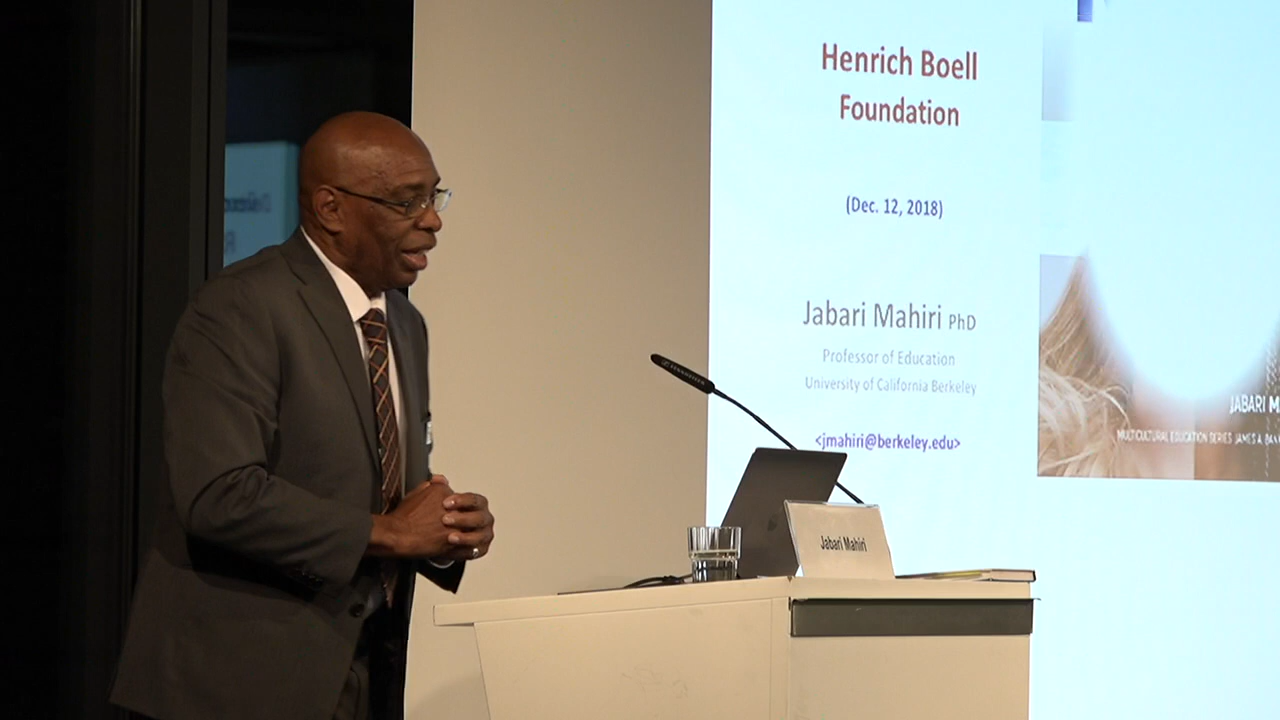 Henrich Boell
Foundation
(Dec. 12, 2018)
Jabari Mahiri PhD
Professor of Education
University of California Berkeley
<jmahiri@berkeley.edu>
JABARI M
MULTICULTURAL EDUCATION SERIES JAMES A. BAN
Jabari Mahiri